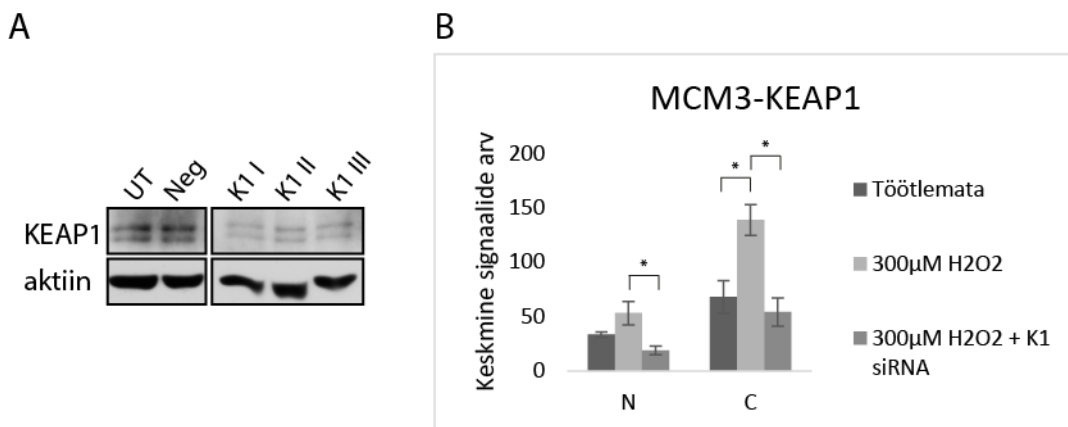 A
UT Neg K1 I K1 II K1 III
KEAP1
aktiin
B
MCM3-KEAP1
Keskmine signaalide arv
200
150
100
50
0
* * *
N C
Töötlemata
300µM H2O2
300µM H2O2 + K1
siRNA